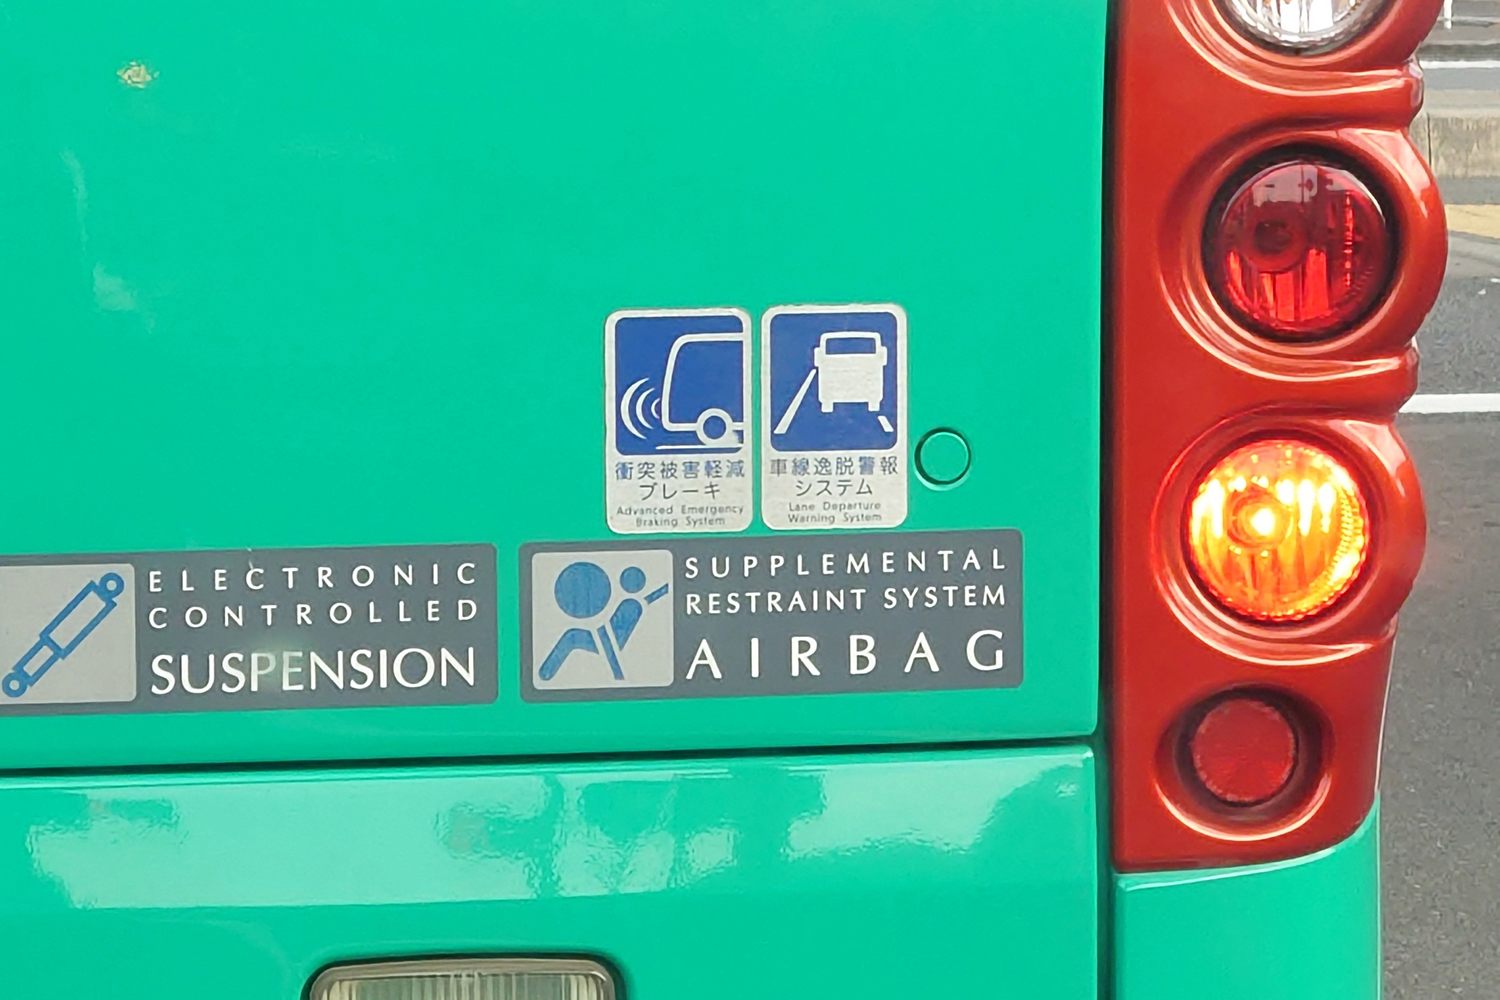 衝突被害軽減
ブレーキ
Advanced Emergency
Braking System
車線逸脱警報
システム
Lane Departure
Warning System
ELECTRONIC
CONTROLLED
SUSPENSION
SUPPLEMENTAL
RESTRAINT SYSTEM
AIRBAG